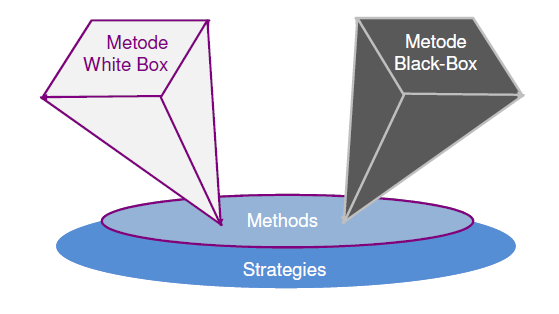 Metode
White Box
Metode
Black-Box
Methods
Strategies